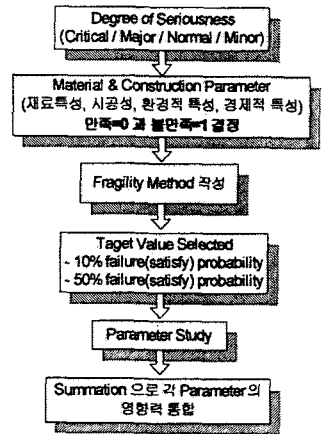 Degree of Seriousness
(Critical / Major / Normal / Minor)
Material & Construction Parameter
(재료특성, 시공성, 환경적 특성, 경제적 특성)
만족=0 과 불만족=1 결정
Fragility Method 작성
Taget Value Selected
- 10% failure(satisfy) probability
- 50% failure(satisfy) probability
Parameter Study
Summation 으로 각 Parameter의
영향력 통합